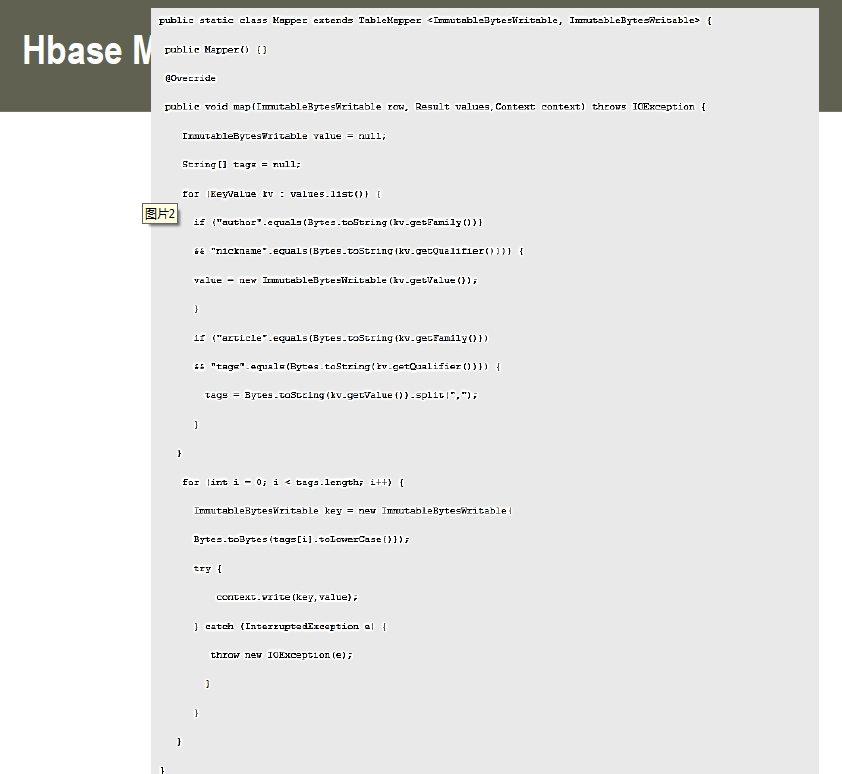 Hbase M
public static class Mapper extends TableMapper <ImmutableBytesWritable, ImmutableBytesWritable> {
public Mapper() {}
@Override
public void map(ImmutableBytesWritable row, Result values,Context context) throws IOException {
ImmutableBytesWritable value = null;
String[] tags = null;
for (KeyValue kv : values.list()) {
图片2
if ("author".equals(Bytes.toString(kv.getFamily()))
&& "nickname".equals(Bytes.toString(kv.getQualifier()))) {
value = new ImmutableBytesWritable(kv.getValue());
}
if ("article".equals(Bytes.toString(kv.getFamily()))
&& "tags".equals(Bytes.toString(kv.getQualifier()))) {
tags = Bytes.toString(kv.getValue()).split(",");
}
}
for (int i = 0; i < tags.length; i++) {
ImmutableBytesWritable key = new ImmutableBytesWritable(
Bytes.toBytes(tags[i].toLowerCase()));
try {
context.write(key,value);
} catch (InterruptedException e) {
throw new IOException(e);
}
}
}
}